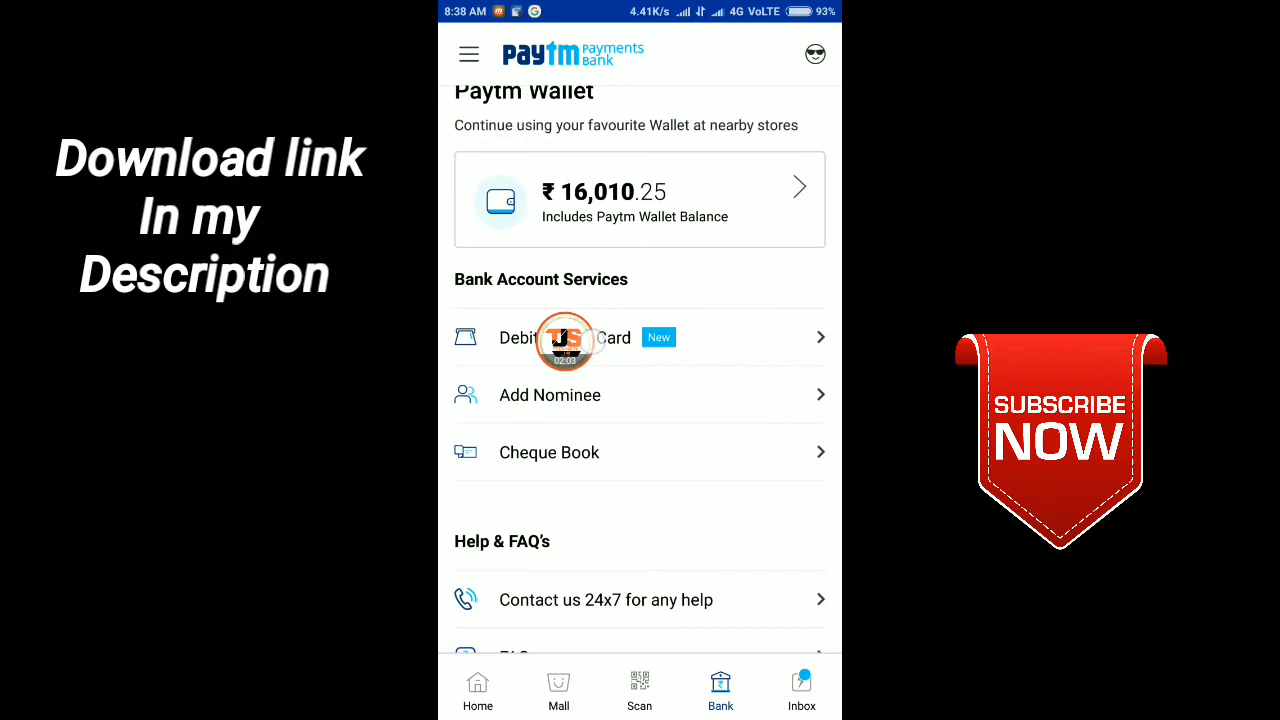 8:38 AM
4.41K/s
4G VoLTE
93%
paytm Payments Bank
Paytm Wallet
Continue using your favourite Wallet at nearby stores
₹ 16,010.25
Includes Paytm Wallet Balance
Bank Account Services
Debit
Card
New
JS
02:03
Add Nominee
Cheque Book
Help & FAQ's
Contact us 24x7 for any help
Home
Mall
Scan
Bank
Inbox
Download link
In my
Description
SUBSCRIBE
NOW